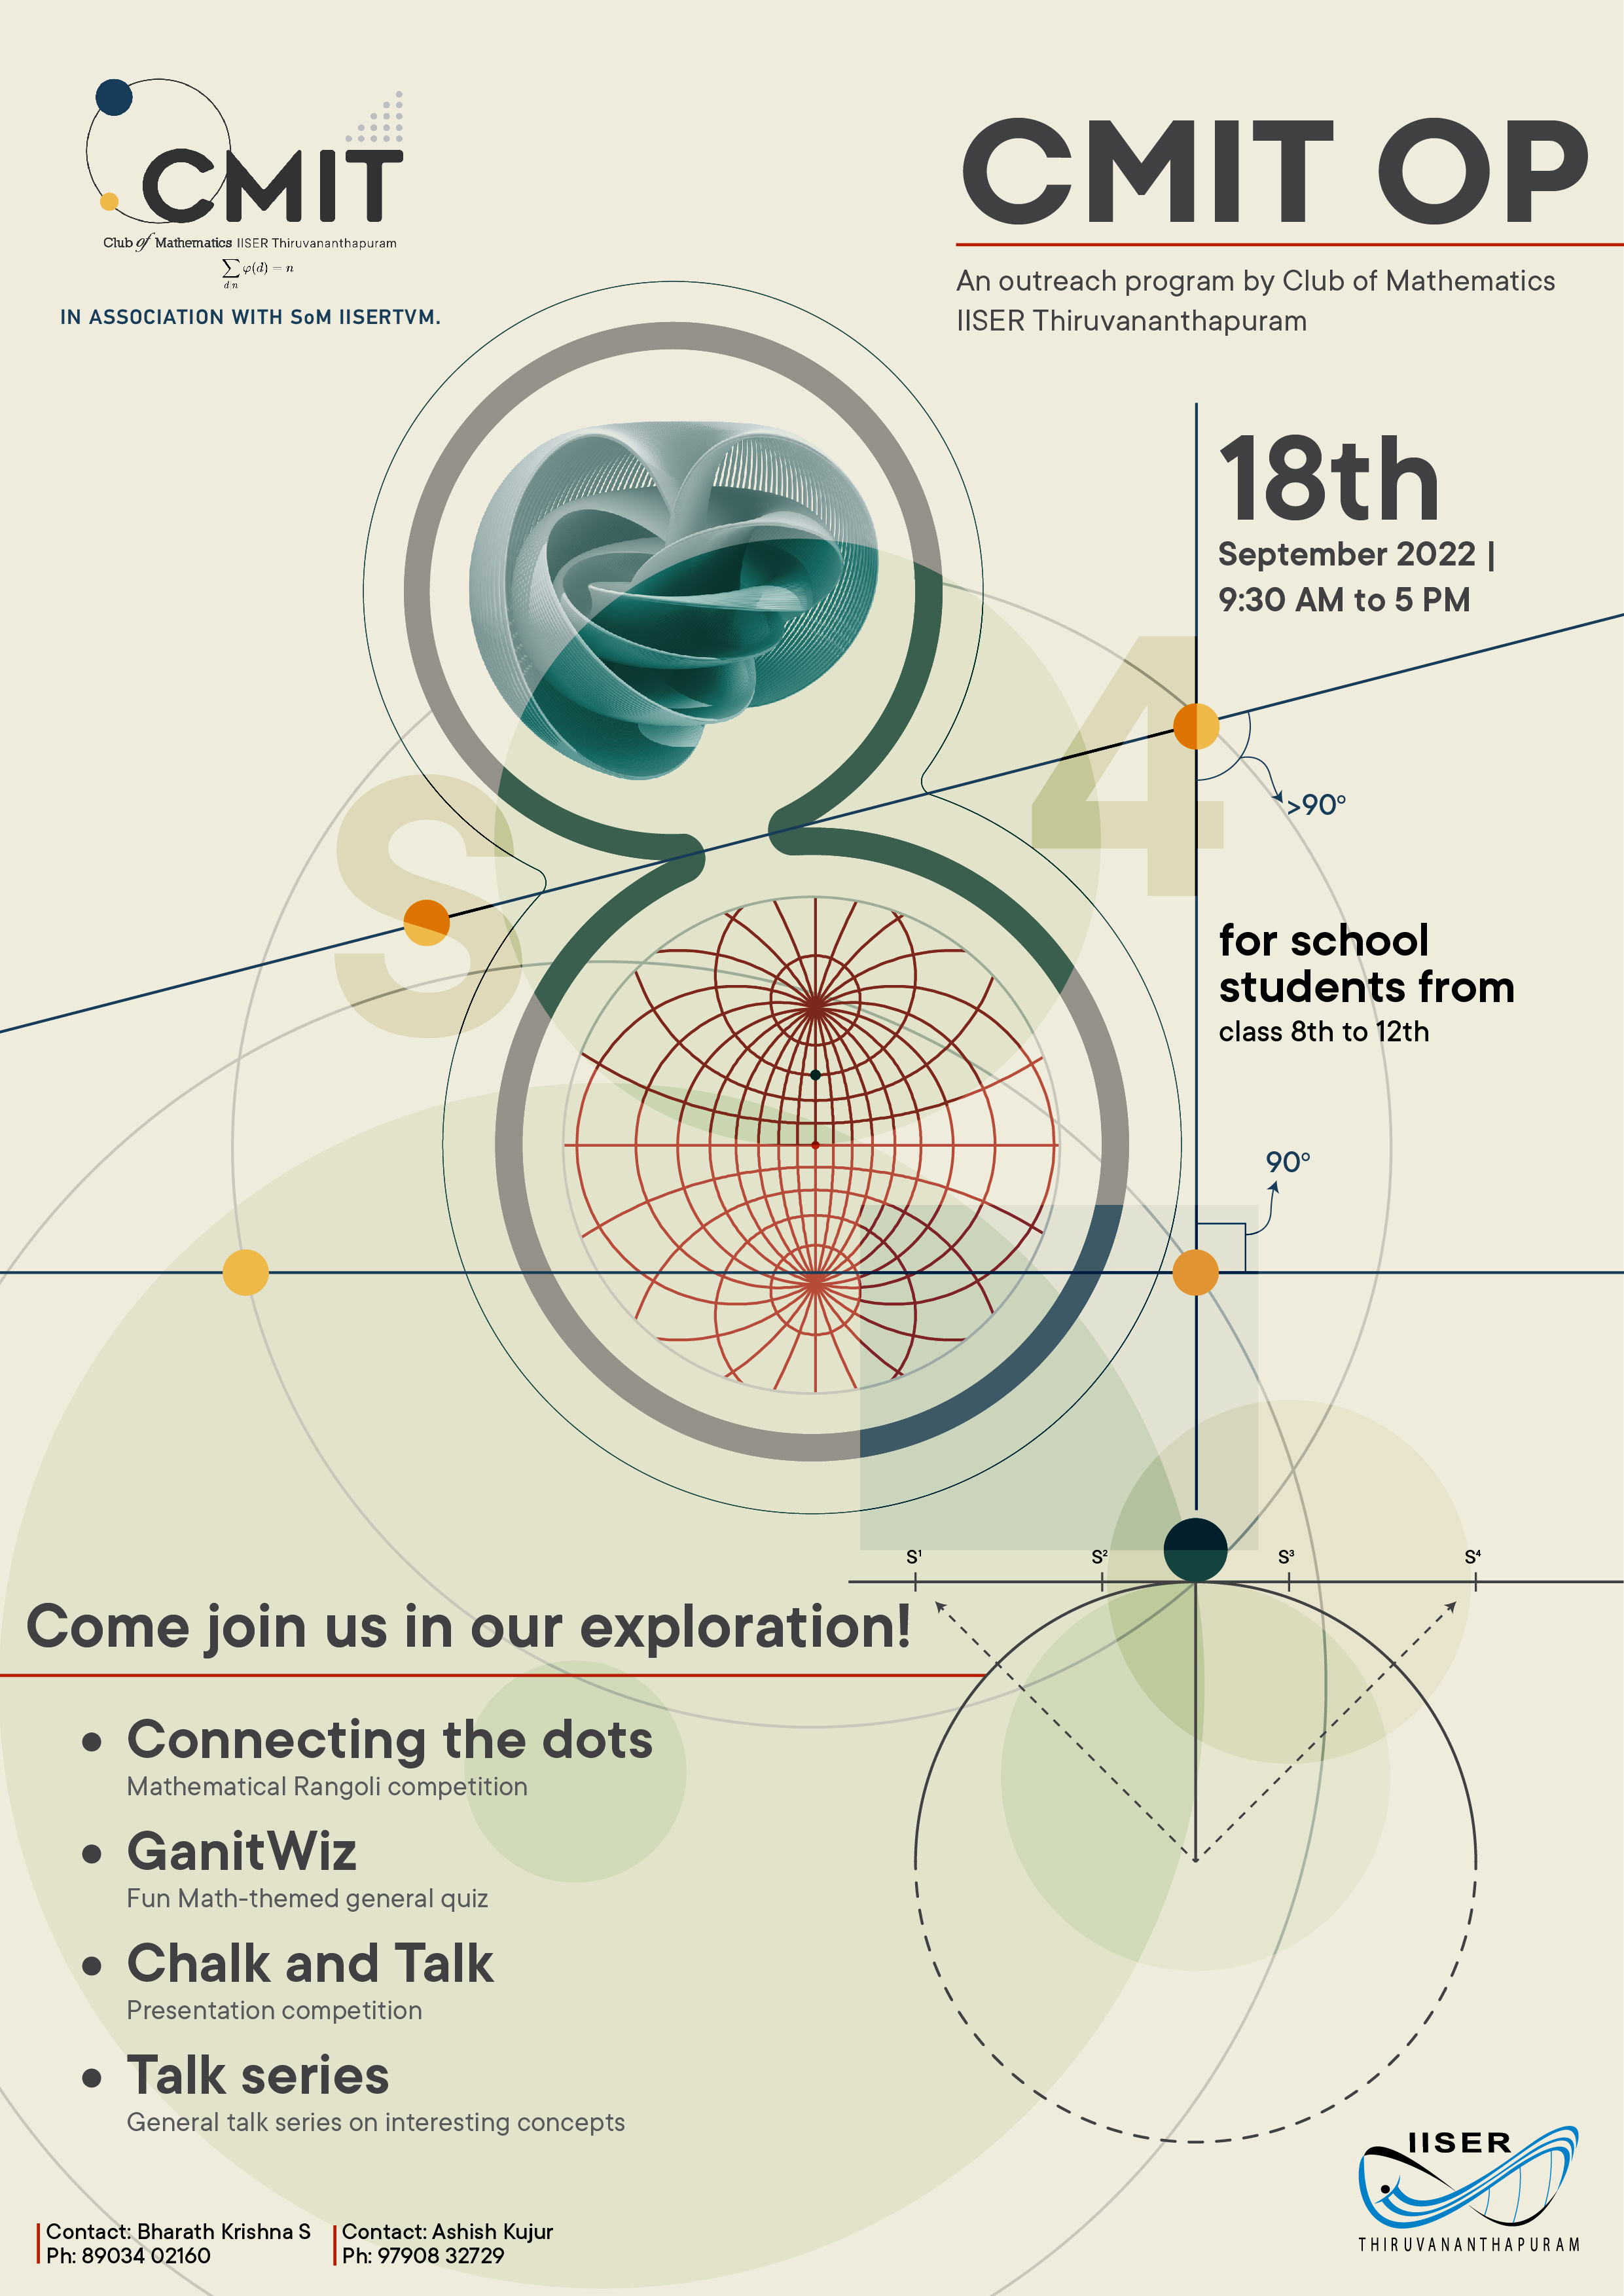 CMIT
Club of Mathematics IISER Thiruvananthapuram
∑ φ(d) = n
d|n
IN ASSOCIATION WITH SoM IISERTVM.
CMIT OP
An outreach program by Club of Mathematics
IISER Thiruvananthapuram
18th
September 2022 |
9:30 AM to 5 PM
S
4
>90°
for school
students from
class 8th to 12th
90°
S¹ S² S³ S⁴
Come join us in our exploration!
• Connecting the dots
Mathematical Rangoli competition
• GanitWiz
Fun Math-themed general quiz
• Chalk and Talk
Presentation competition
• Talk series
General talk series on interesting concepts
Contact: Bharath Krishna S
Ph: 89034 02160
Contact: Ashish Kujur
Ph: 97908 32729
IISER
THIRUVANANTHAPURAM